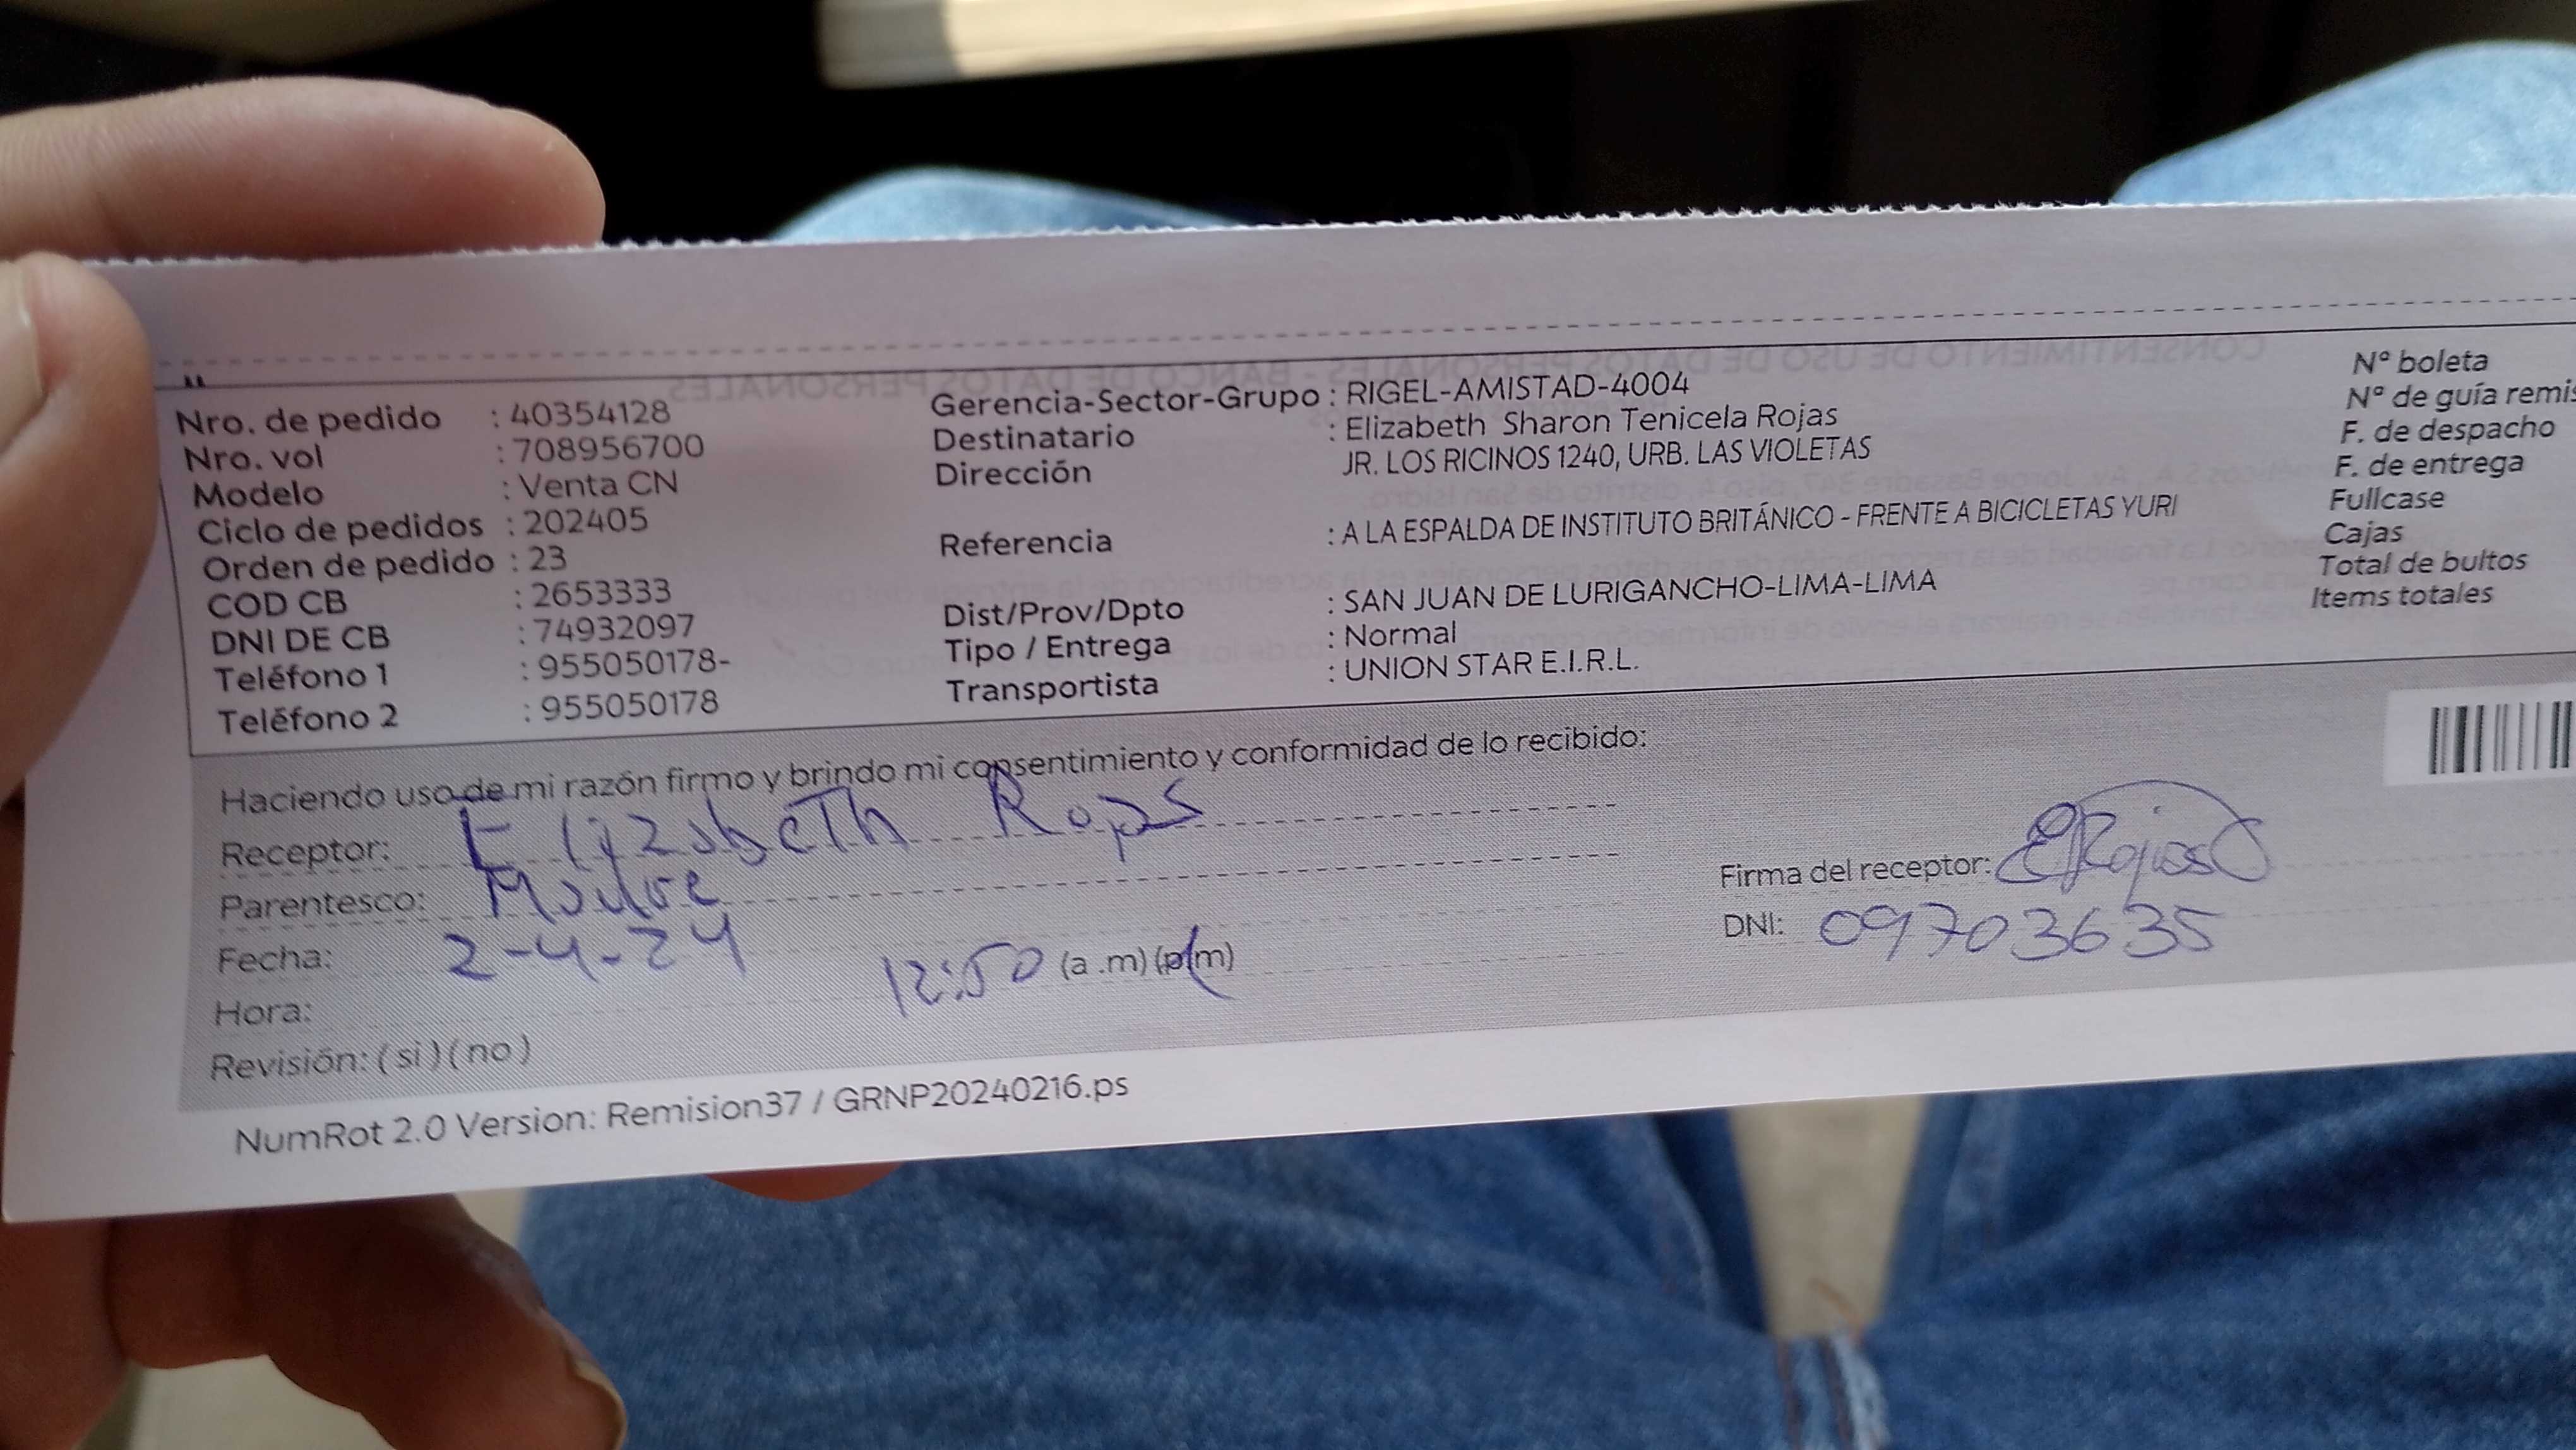 Nro. de pedido : 40354128
Nro. vol : 708956700
Modelo : Venta CN
Ciclo de pedidos : 202405
Orden de pedido : 23
COD CB : 2653333
DNI DE CB : 74932097
Teléfono 1 : 955050178-
Teléfono 2 : 955050178
Gerencia-Sector-Grupo : RIGEL-AMISTAD-4004
Destinatario : Elizabeth Sharon Tenicela Rojas
Dirección JR. LOS RICINOS 1240, URB. LAS VIOLETAS
Referencia : A LA ESPALDA DE INSTITUTO BRITÁNICO - FRENTE A BICICLETAS YURI
Dist/Prov/Dpto : SAN JUAN DE LURIGANCHO-LIMA-LIMA
Tipo / Entrega : Normal
Transportista : UNION STAR E.I.R.L.
N° boleta
N° de guía remis
F. de despacho
F. de entrega
Fullcase
Cajas
Total de bultos
Items totales
Haciendo uso de mi razón firmo y brindo mi consentimiento y conformidad de lo recibido:
Receptor: Elizabeth Rojas
Parentesco: Madre
Fecha: 2-4-24
Hora: 12:50 (a .m) (p/m)
Revisión: ( si ) ( no )
Firma del receptor: ERojas
DNI: 09703635
NumRot 2.0 Version: Remision37 / GRNP20240216.ps